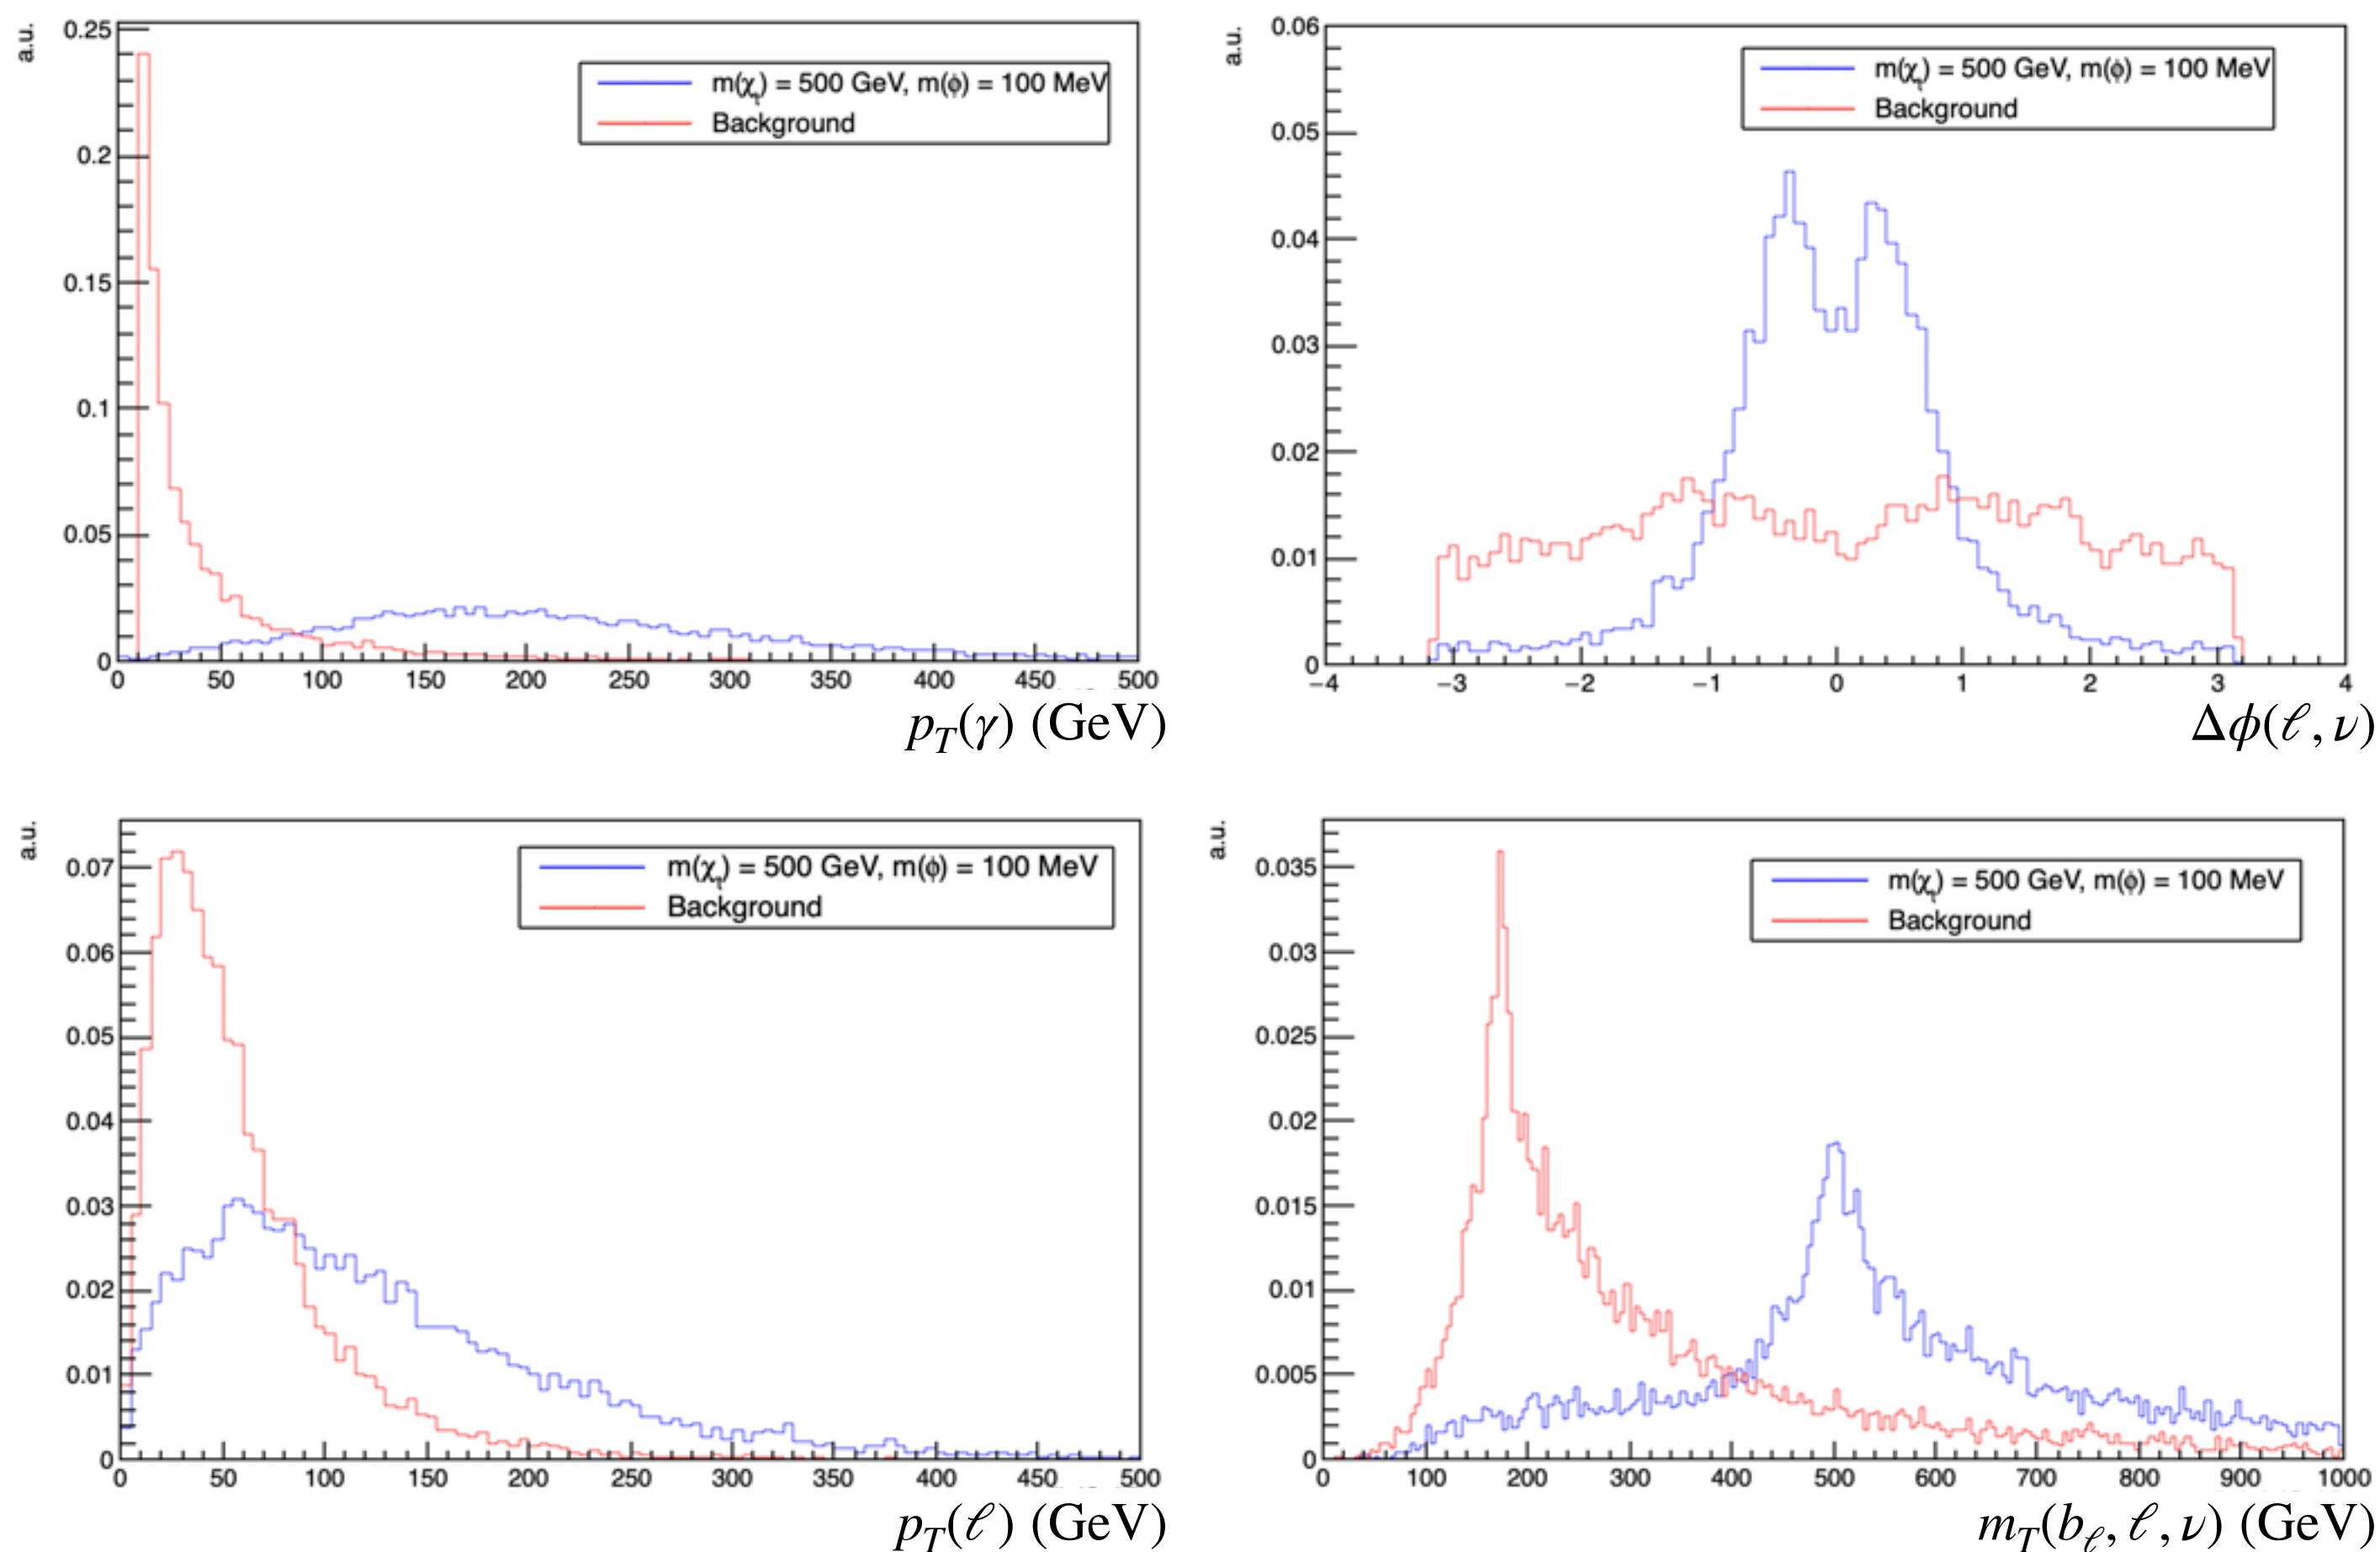 a.u.
0.25
0.2
0.15
0.1
0.05
0
m(χτ) = 500 GeV, m(ϕ) = 100 MeV
Background
0 50 100 150 200 250 300 350 400 450 500
pT(γ) (GeV)
a.u.
0.06
0.05
0.04
0.03
0.02
0.01
0
m(χτ) = 500 GeV, m(ϕ) = 100 MeV
Background
−4 −3 −2 −1 0 1 2 3 4
Δϕ(ℓ, ν)
a.u.
0.07
0.06
0.05
0.04
0.03
0.02
0.01
0
m(χτ) = 500 GeV, m(ϕ) = 100 MeV
Background
0 50 100 150 200 250 300 350 400 450 500
pT(ℓ) (GeV)
a.u.
0.035
0.03
0.025
0.02
0.015
0.01
0.005
0
m(χτ) = 500 GeV, m(ϕ) = 100 MeV
Background
0 100 200 300 400 500 600 700 800 900 1000
mT(bℓ, ℓ, ν) (GeV)